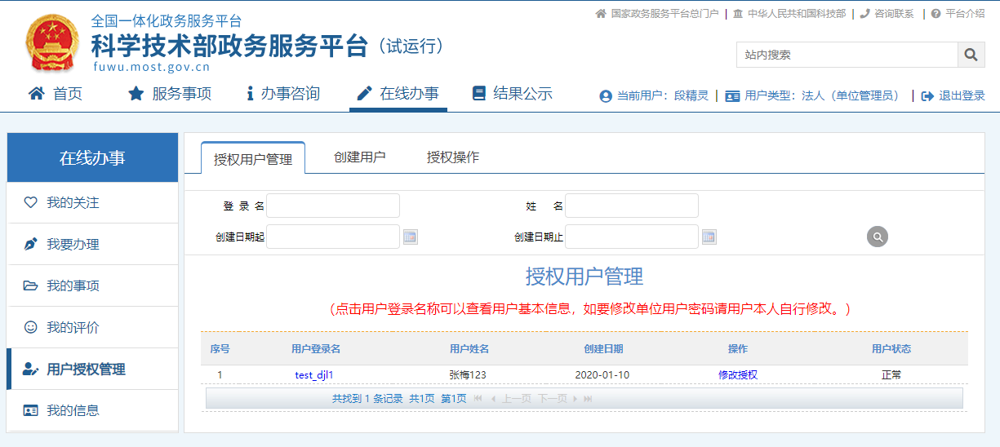 全国一体化政务服务平台
国家政务服务平台总门户 | 中华人民共和国科技部 | 咨询联系 | 平台介绍
科学技术部政务服务平台（试运行）
fuwu.most.gov.cn
站内搜索
首页 服务事项 办事咨询 在线办事 结果公示
当前用户：段精灵 | 用户类型：法人（单位管理员） | 退出登录
在线办事
我的关注
我要办理
我的事项
我的评价
用户授权管理
我的信息
授权用户管理 创建用户 授权操作
登 录 名 姓 名
创建日期起 创建日期止
授权用户管理
（点击用户登录名称可以查看用户基本信息，如要修改单位用户密码请用户本人自行修改。）
序号 用户登录名 用户姓名 创建日期 操作 用户状态
1 test_djl1 张梅123 2020-01-10 修改授权 正常
共找到 1 条记录 共1页 第1页 上一页 下一页